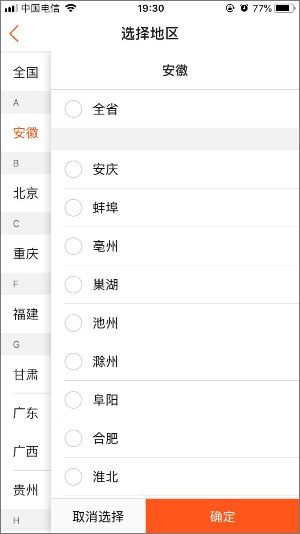 中国电信 19:30 77%
选择地区
全国
A
安徽
B
北京
C
重庆
F
福建
G
甘肃
广东
广西
贵州
H
安徽
全省
安庆
蚌埠
亳州
巢湖
池州
滁州
阜阳
合肥
淮北
取消选择
确定